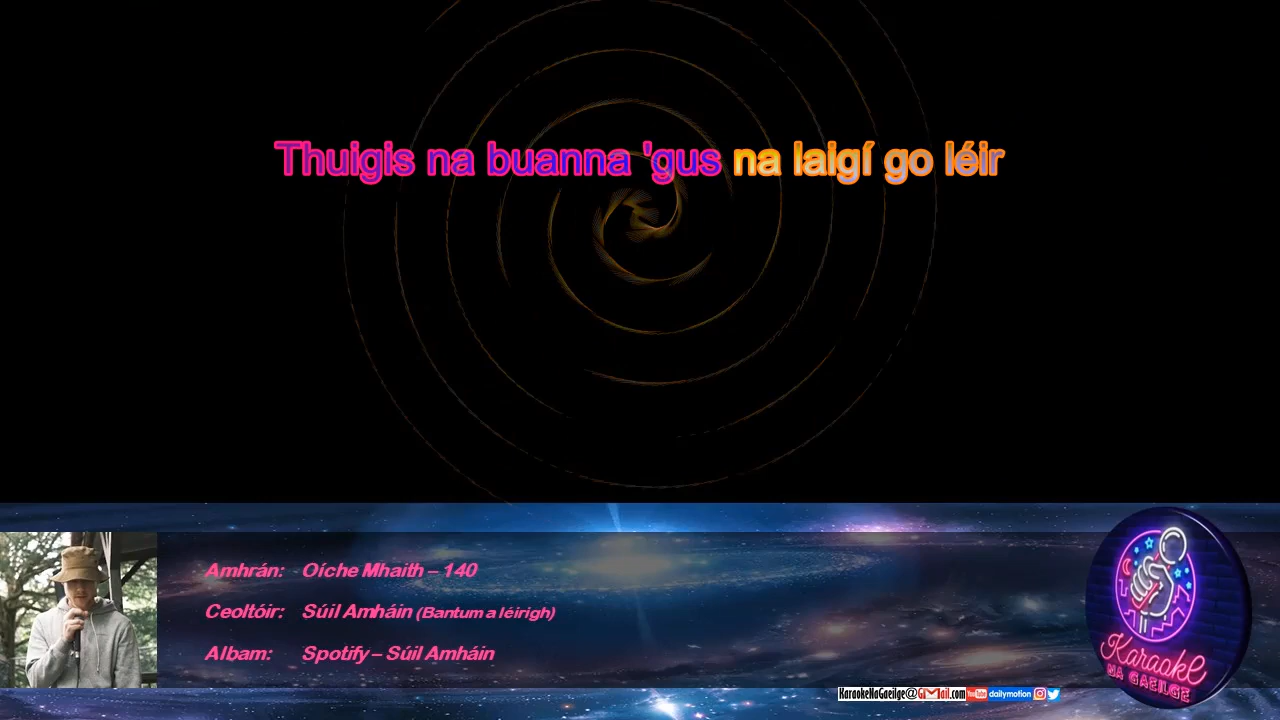 Thuigis na buanna 'gus na laigí go léir
Amhrán: Oíche Mhaith – 140
Ceoltóir: Súil Amháin (Bantum a léirigh)
Albam: Spotify – Súil Amháin
Karaoke
NA GAEILGE
KaraokeNaGaeilge@GMail.com YouTube dailymotion